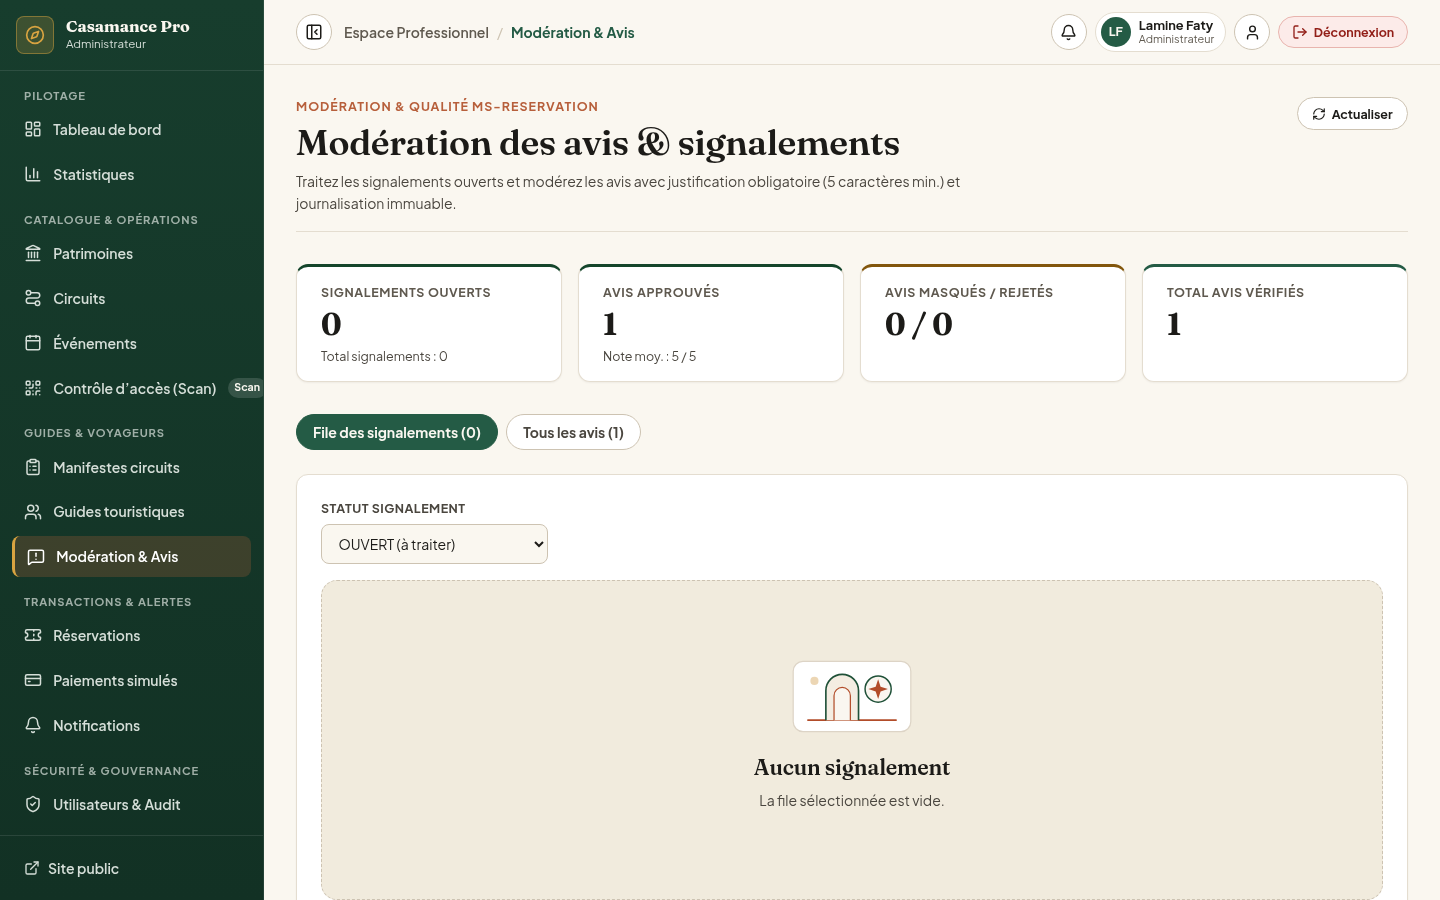 Casamance Pro
Administrateur
PILOTAGE
Tableau de bord
Statistiques
CATALOGUE & OPÉRATIONS
Patrimoines
Circuits
Événements
Contrôle d’accès (Scan)
Scan
GUIDES & VOYAGEURS
Manifestes circuits
Guides touristiques
Modération & Avis
TRANSACTIONS & ALERTES
Réservations
Paiements simulés
Notifications
SÉCURITÉ & GOUVERNANCE
Utilisateurs & Audit
Site public
Espace Professionnel / Modération & Avis
LF
Lamine Faty
Administrateur
Déconnexion
MODÉRATION & QUALITÉ MS-RESERVATION
Modération des avis & signalements
Traitez les signalements ouverts et modérez les avis avec justification obligatoire (5 caractères min.) et
journalisation immuable.
Actualiser
SIGNALEMENTS OUVERTS
0
Total signalements : 0
AVIS APPROUVÉS
1
Note moy. : 5 / 5
AVIS MASQUÉS / REJETÉS
0 / 0
TOTAL AVIS VÉRIFIÉS
1
File des signalements (0)
Tous les avis (1)
STATUT SIGNALEMENT
OUVERT (à traiter)
Aucun signalement
La file sélectionnée est vide.